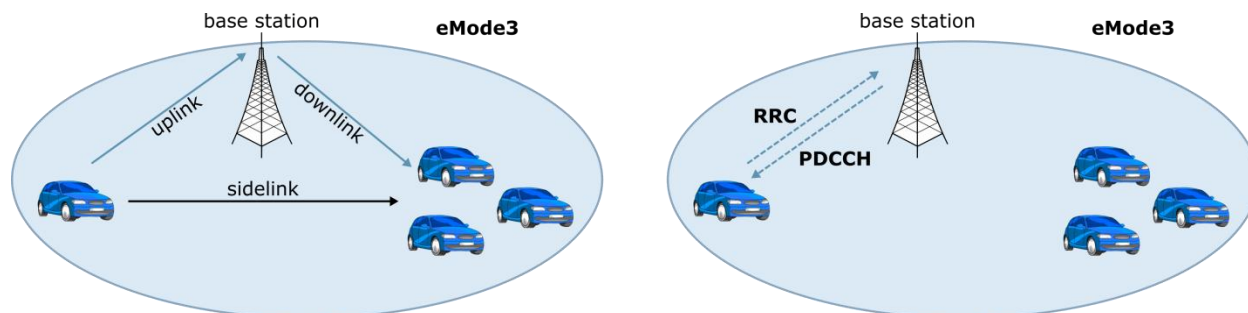 base station
eMode3
uplink
downlink
sidelink
base station
eMode3
RRC
PDCCH